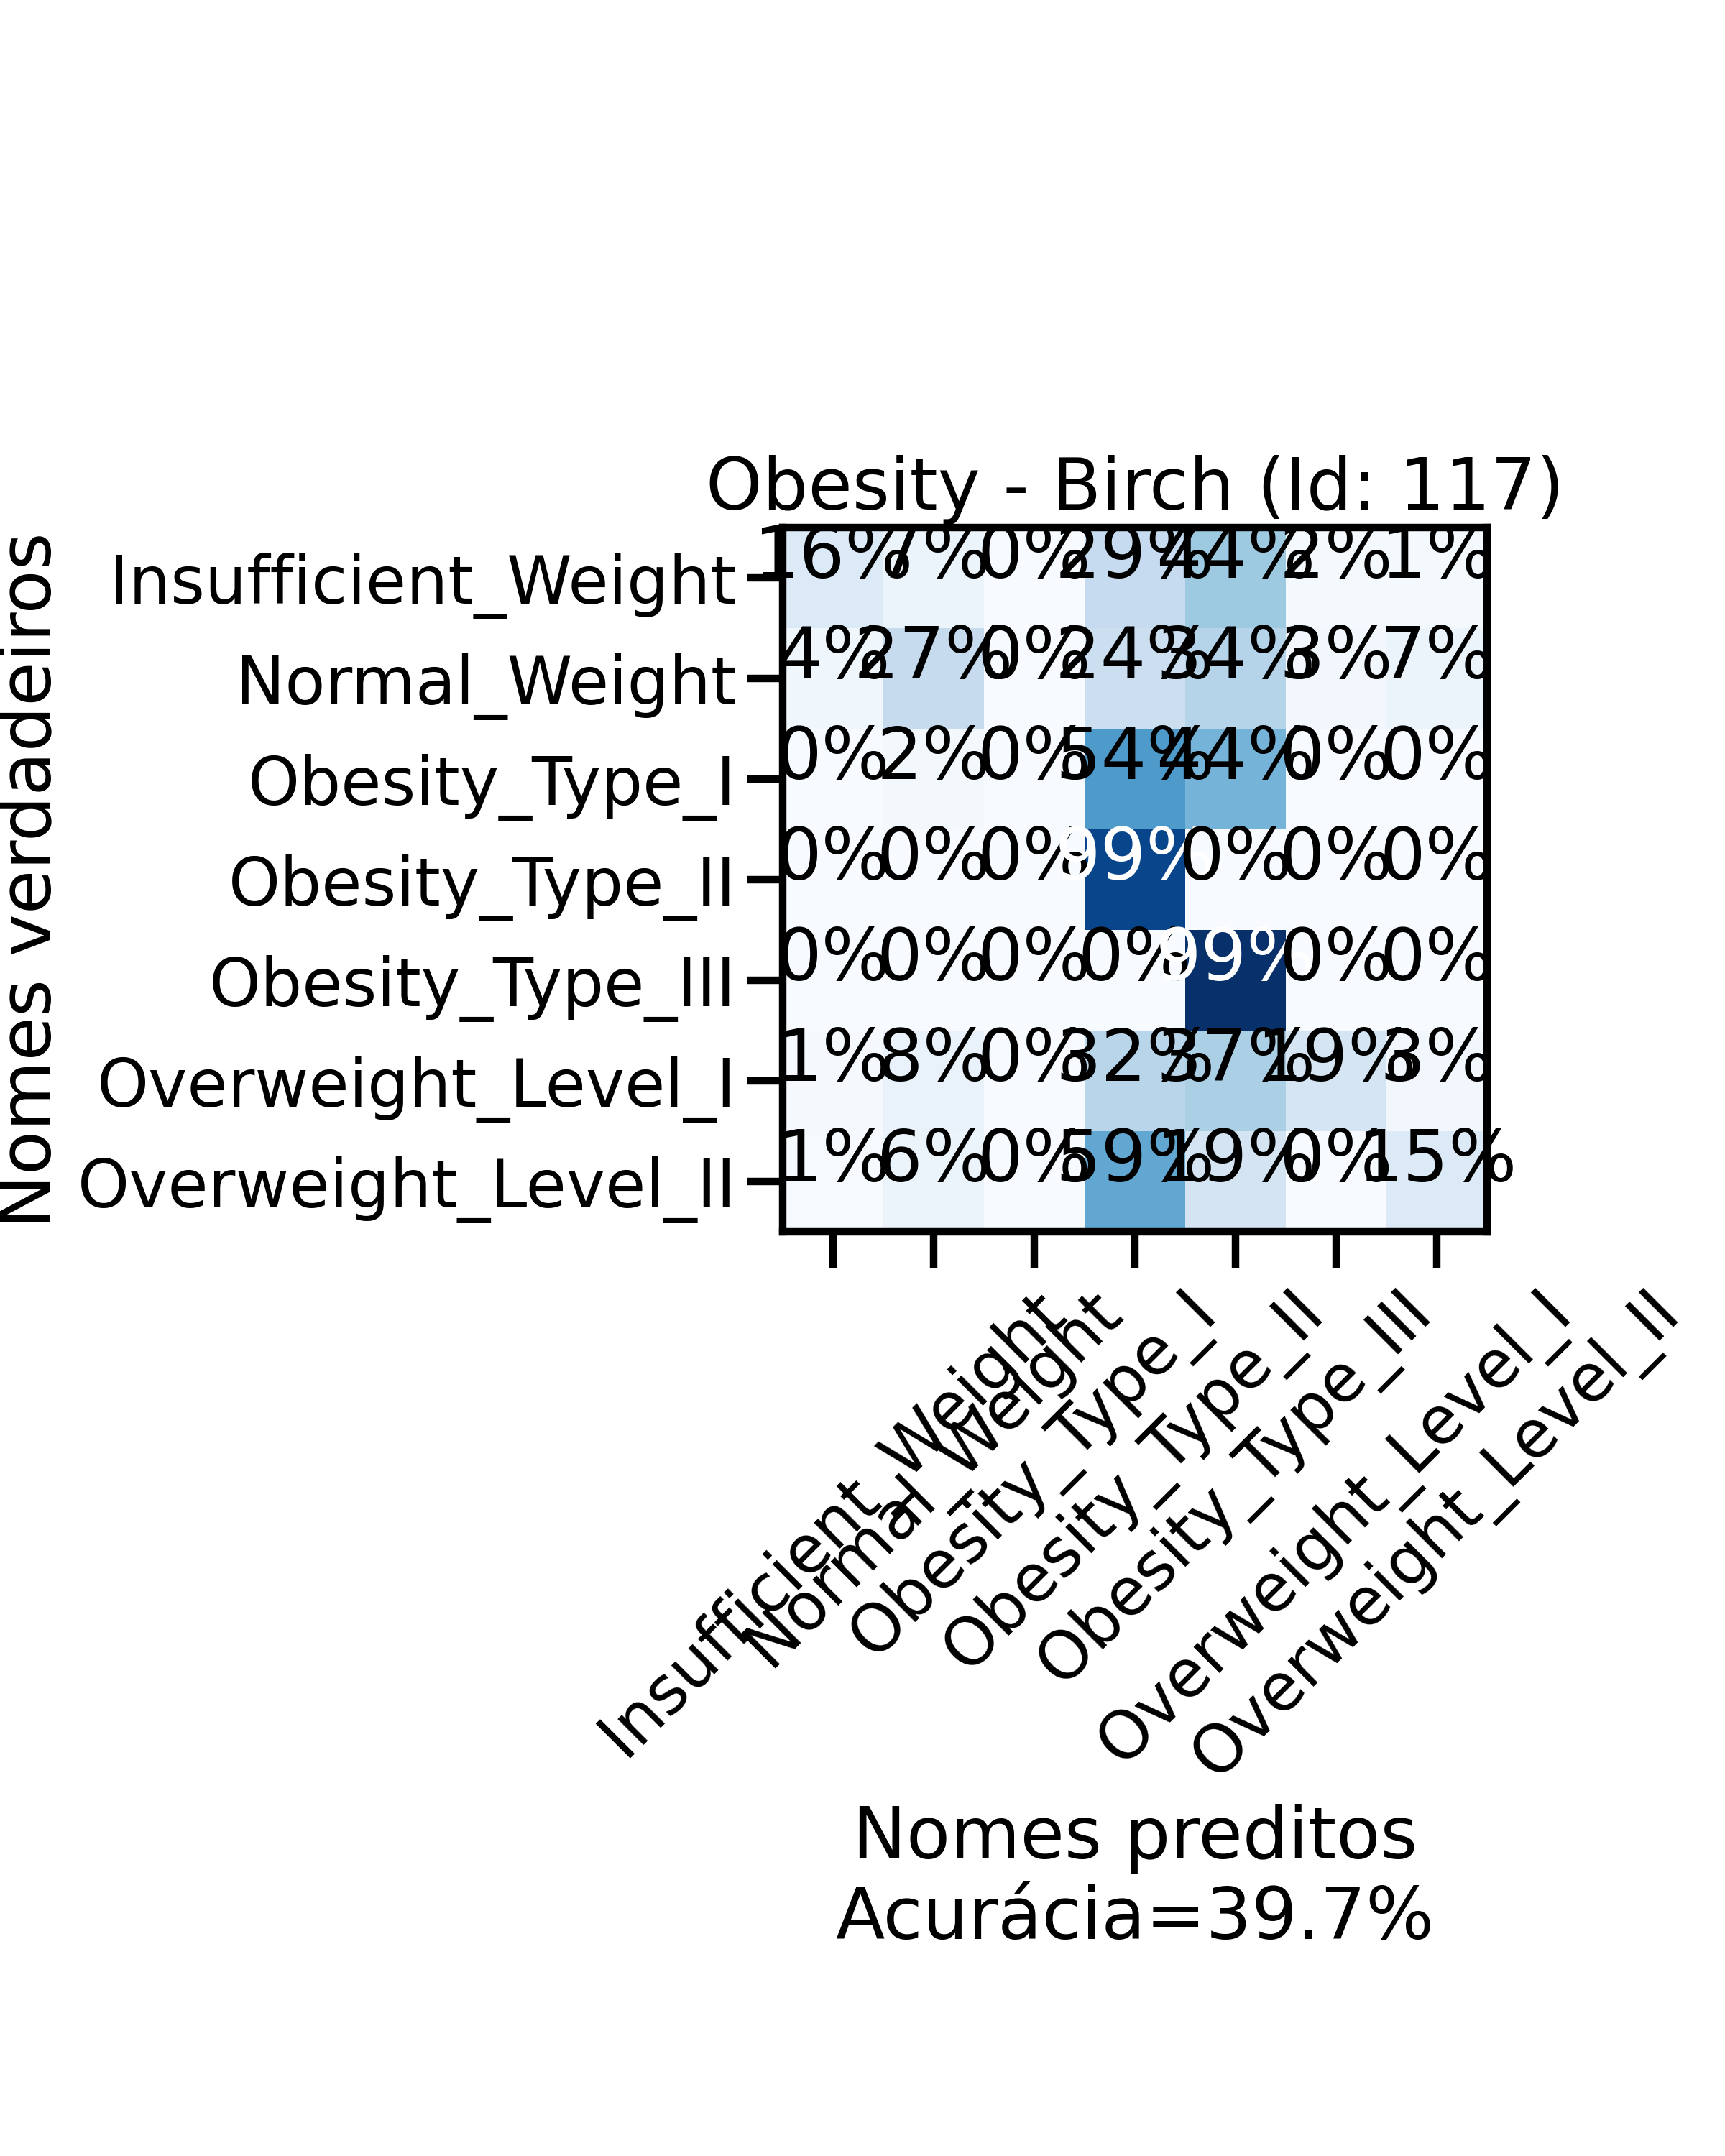 Obesity - Birch (Id: 117)
Nomes verdadeiros
Insufficient_Weight 16% 7% 0% 29% 44% 2% 1%
Normal_Weight 4% 27% 0% 24% 34% 3% 7%
Obesity_Type_I 0% 2% 0% 54% 44% 0% 0%
Obesity_Type_II 0% 0% 0% 99% 0% 0% 0%
Obesity_Type_III 0% 0% 0% 0% 99% 0% 0%
Overweight_Level_I 1% 8% 0% 32% 37% 19% 3%
Overweight_Level_II 1% 6% 0% 59% 19% 0% 15%
Insufficient_Weight
Normal_Weight
Obesity_Type_I
Obesity_Type_II
Obesity_Type_III
Overweight_Level_I
Overweight_Level_II
Nomes preditos
Acurácia=39.7%